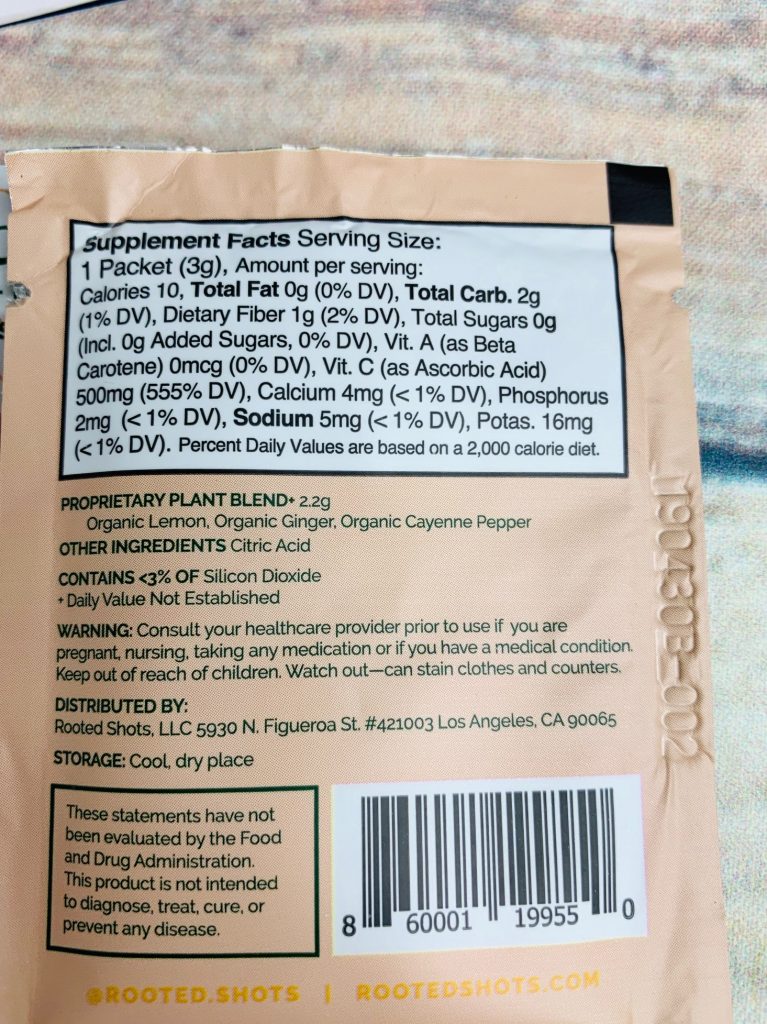 Supplement Facts Serving Size:
1 Packet (3g), Amount per serving:
Calories 10, Total Fat 0g (0% DV), Total Carb. 2g
(1% DV), Dietary Fiber 1g (2% DV), Total Sugars 0g
(Incl. 0g Added Sugars, 0% DV), Vit. A (as Beta
Carotene) 0mcg (0% DV), Vit. C (as Ascorbic Acid)
500mg (555% DV), Calcium 4mg (< 1% DV), Phosphorus
2mg (< 1% DV), Sodium 5mg (< 1% DV), Potas. 16mg
(< 1% DV). Percent Daily Values are based on a 2,000 calorie diet.
PROPRIETARY PLANT BLEND+ 2.2g
Organic Lemon, Organic Ginger, Organic Cayenne Pepper
OTHER INGREDIENTS Citric Acid
CONTAINS <3% OF Silicon Dioxide
+ Daily Value Not Established
WARNING: Consult your healthcare provider prior to use if you are
pregnant, nursing, taking any medication or if you have a medical condition.
Keep out of reach of children. Watch out—can stain clothes and counters.
DISTRIBUTED BY:
Rooted Shots, LLC 5930 N. Figueroa St. #421003 Los Angeles, CA 90065
STORAGE: Cool, dry place
These statements have not
been evaluated by the Food
and Drug Administration.
This product is not intended
to diagnose, treat, cure, or
prevent any disease.
8 60001 19955 0
@ROOTED.SHOTS | ROOTEDSHOTS.COM